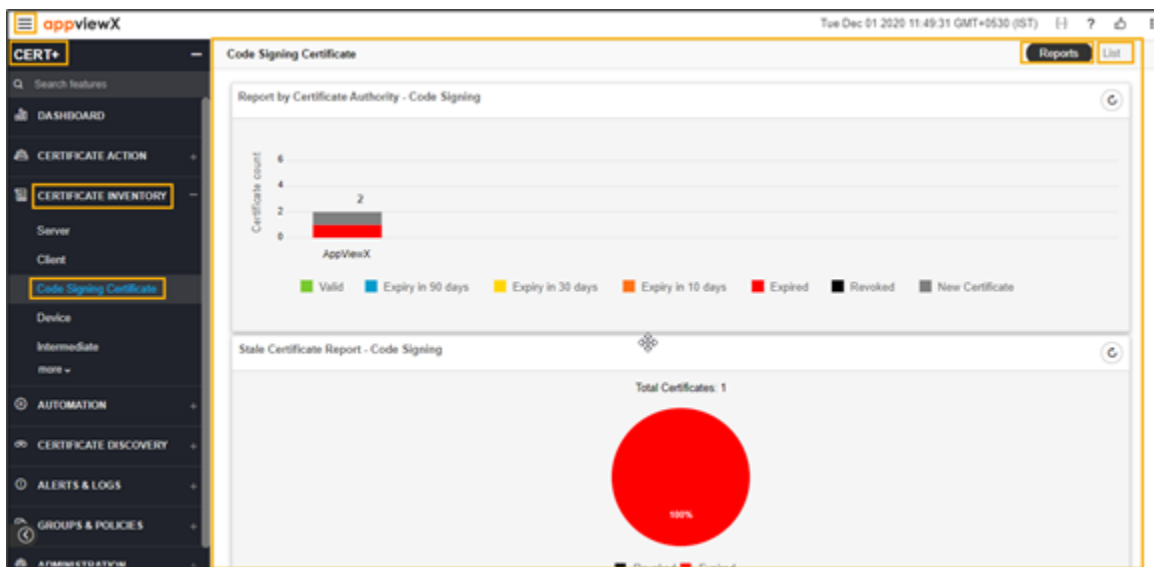 appviewX
Tue Dec 01 2020 11:49:31 GMT+0530 (IST) [-] ?
CERT+ −
Code Signing Certificate
Reports
List
Search features
DASHBOARD
CERTIFICATE ACTION +
CERTIFICATE INVENTORY −
Server
Client
Code Signing Certificate
Device
Intermediate
more
AUTOMATION +
CERTIFICATE DISCOVERY +
ALERTS & LOGS +
GROUPS & POLICIES +
ADMINISTRATION
Report by Certificate Authority - Code Signing
Certificate count
6
4
2
0
2
AppViewX
Valid
Expiry in 90 days
Expiry in 30 days
Expiry in 10 days
Expired
Revoked
New Certificate
Stale Certificate Report - Code Signing
Total Certificates: 1
100%
Revoked
Expired